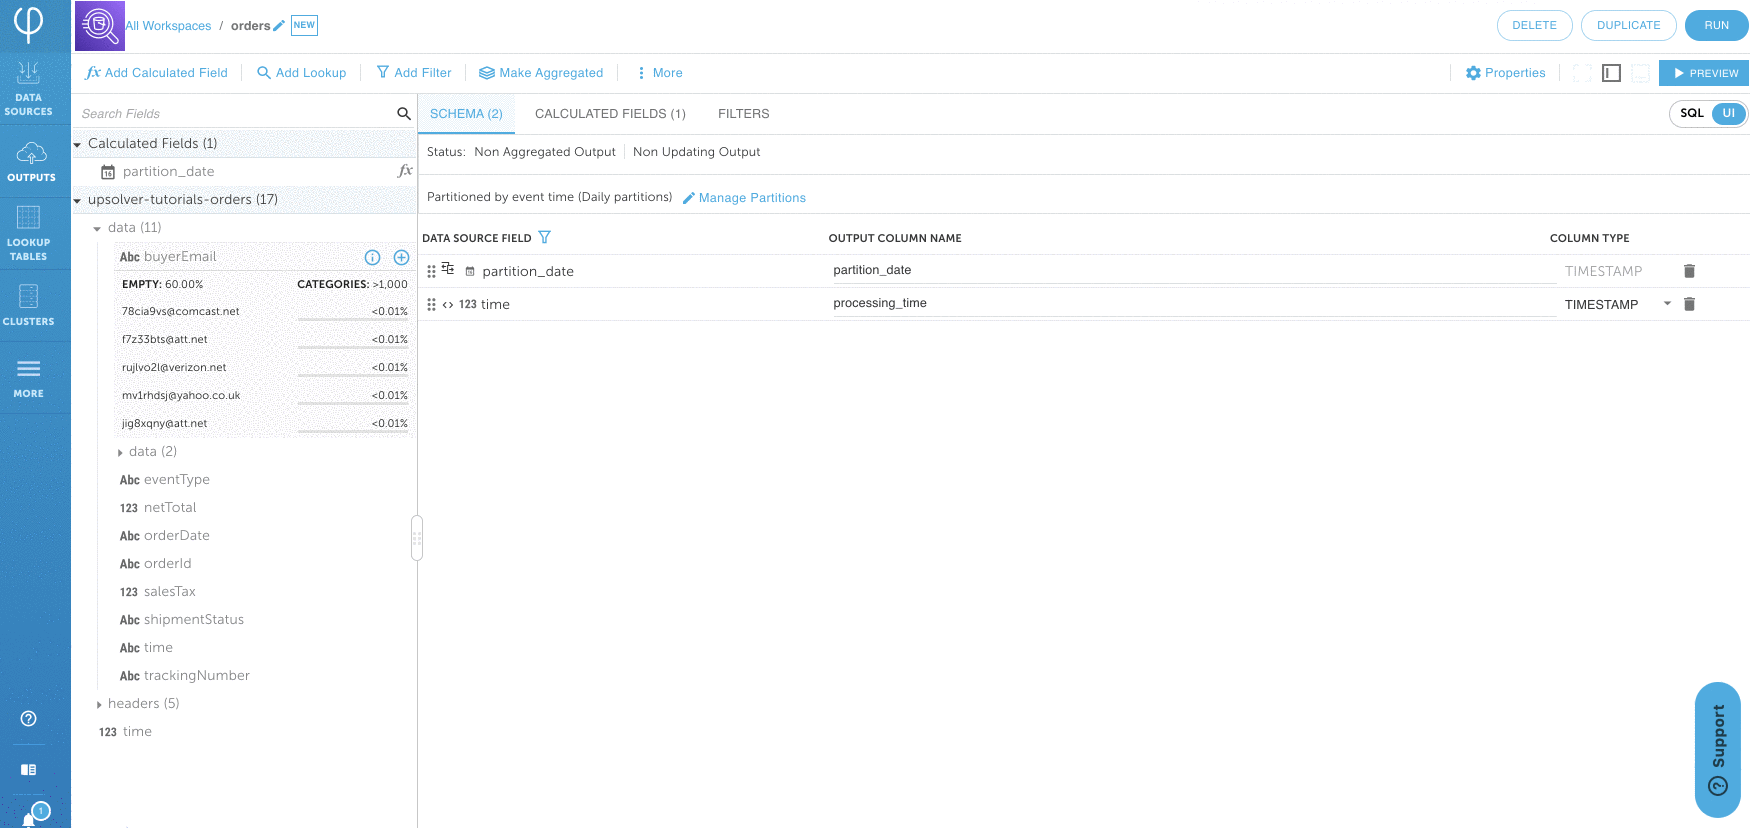 All Workspaces / orders NEW
DELETE DUPLICATE RUN
Add Calculated Field Add Lookup Add Filter Make Aggregated More Properties PREVIEW
DATA SOURCES
OUTPUTS
LOOKUP TABLES
CLUSTERS
MORE
1
Search Fields
Calculated Fields (1)
16 partition_date fx
upsolver-tutorials-orders (17)
data (11)
Abc buyerEmail
EMPTY: 60.00% CATEGORIES: >1,000
78cia9vs@comcast.net <0.01%
f7z33bts@att.net <0.01%
rujlvo2l@verizon.net <0.01%
mv1rhdsj@yahoo.co.uk <0.01%
jig8xqny@att.net <0.01%
data (2)
Abc eventType
123 netTotal
Abc orderDate
Abc orderId
123 salesTax
Abc shipmentStatus
Abc time
Abc trackingNumber
headers (5)
123 time
SCHEMA (2) CALCULATED FIELDS (1) FILTERS SQL UI
Status: Non Aggregated Output Non Updating Output
Partitioned by event time (Daily partitions) Manage Partitions
DATA SOURCE FIELD OUTPUT COLUMN NAME COLUMN TYPE
partition_date partition_date TIMESTAMP
<> 123 time processing_time TIMESTAMP
Support